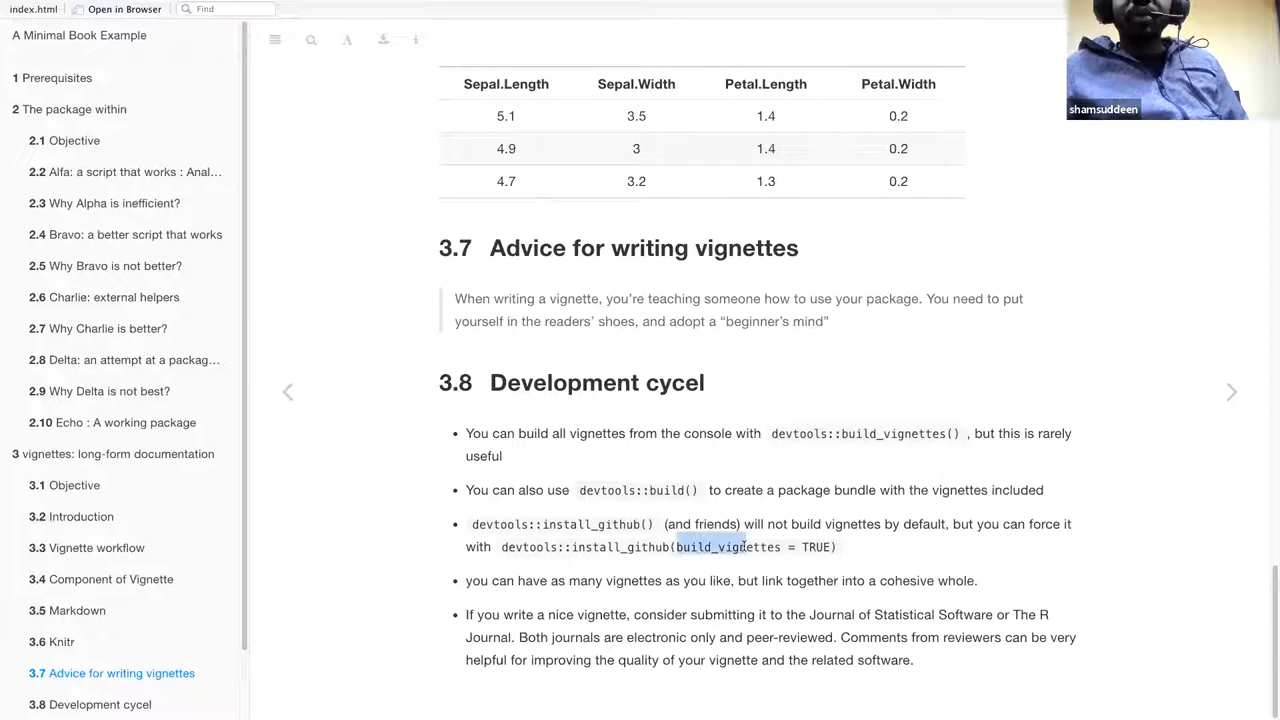 index.html
Open in Browser
Find
A Minimal Book Example
1 Prerequisites
2 The package within
2.1 Objective
2.2 Alfa: a script that works : Anal...
2.3 Why Alpha is inefficient?
2.4 Bravo: a better script that works
2.5 Why Bravo is not better?
2.6 Charlie: external helpers
2.7 Why Charlie is better?
2.8 Delta: an attempt at a packag...
2.9 Why Delta is not best?
2.10 Echo : A working package
3 vignettes: long-form documentation
3.1 Objective
3.2 Introduction
3.3 Vignette workflow
3.4 Component of Vignette
3.5 Markdown
3.6 Knitr
3.7 Advice for writing vignettes
3.8 Development cycel
A
i
Sepal.Length Sepal.Width Petal.Length Petal.Width
5.1 3.5 1.4 0.2
4.9 3 1.4 0.2
4.7 3.2 1.3 0.2
3.7 Advice for writing vignettes
When writing a vignette, you're teaching someone how to use your package. You need to put
yourself in the readers' shoes, and adopt a “beginner's mind”
3.8 Development cycel
• You can build all vignettes from the console with devtools::build_vignettes() , but this is rarely
useful
• You can also use devtools::build() to create a package bundle with the vignettes included
• devtools::install_github() (and friends) will not build vignettes by default, but you can force it
with devtools::install_github(build_vignettes = TRUE)
• you can have as many vignettes as you like, but link together into a cohesive whole.
• If you write a nice vignette, consider submitting it to the Journal of Statistical Software or The R
Journal. Both journals are electronic only and peer-reviewed. Comments from reviewers can be very
helpful for improving the quality of your vignette and the related software.
shamsuddeen